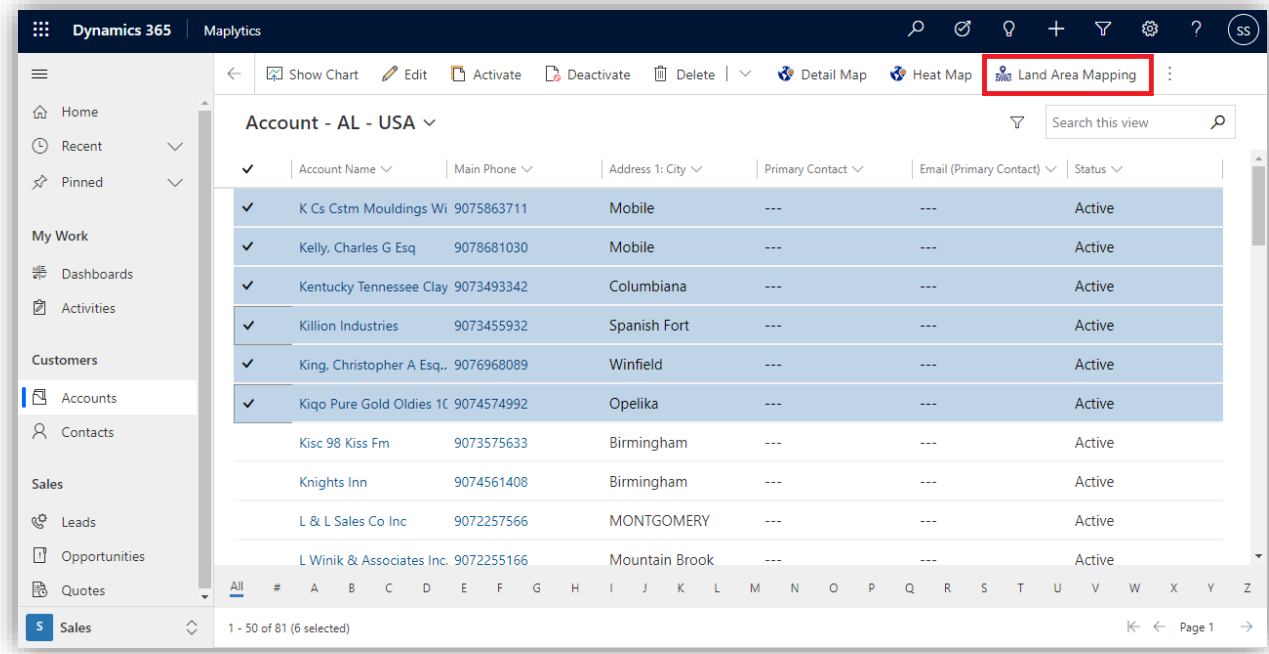 Dynamics 365 Maplytics SS
Show Chart Edit Activate Deactivate Delete Detail Map Heat Map Land Area Mapping
Home
Recent
Pinned
My Work
Dashboards
Activities
Customers
Accounts
Contacts
Sales
Leads
Opportunities
Quotes
S Sales
Account - AL - USA Search this view
Account Name Main Phone Address 1: City Primary Contact Email (Primary Contact) Status
K Cs Cstm Mouldings Wi 9075863711 Mobile --- --- Active
Kelly, Charles G Esq 9078681030 Mobile --- --- Active
Kentucky Tennessee Clay 9073493342 Columbiana --- --- Active
Killion Industries 9073455932 Spanish Fort --- --- Active
King, Christopher A Esq.. 9076968089 Winfield --- --- Active
Kiqo Pure Gold Oldies 10 9074574992 Opelika --- --- Active
Kisc 98 Kiss Fm 9073575633 Birmingham --- --- Active
Knights Inn 9074561408 Birmingham --- --- Active
L & L Sales Co Inc 9072257566 MONTGOMERY --- --- Active
L Winik & Associates Inc. 9072255166 Mountain Brook --- --- Active
All # A B C D E F G H I J K L M N O P Q R S T U V W X Y Z
1 - 50 of 81 (6 selected) Page 1